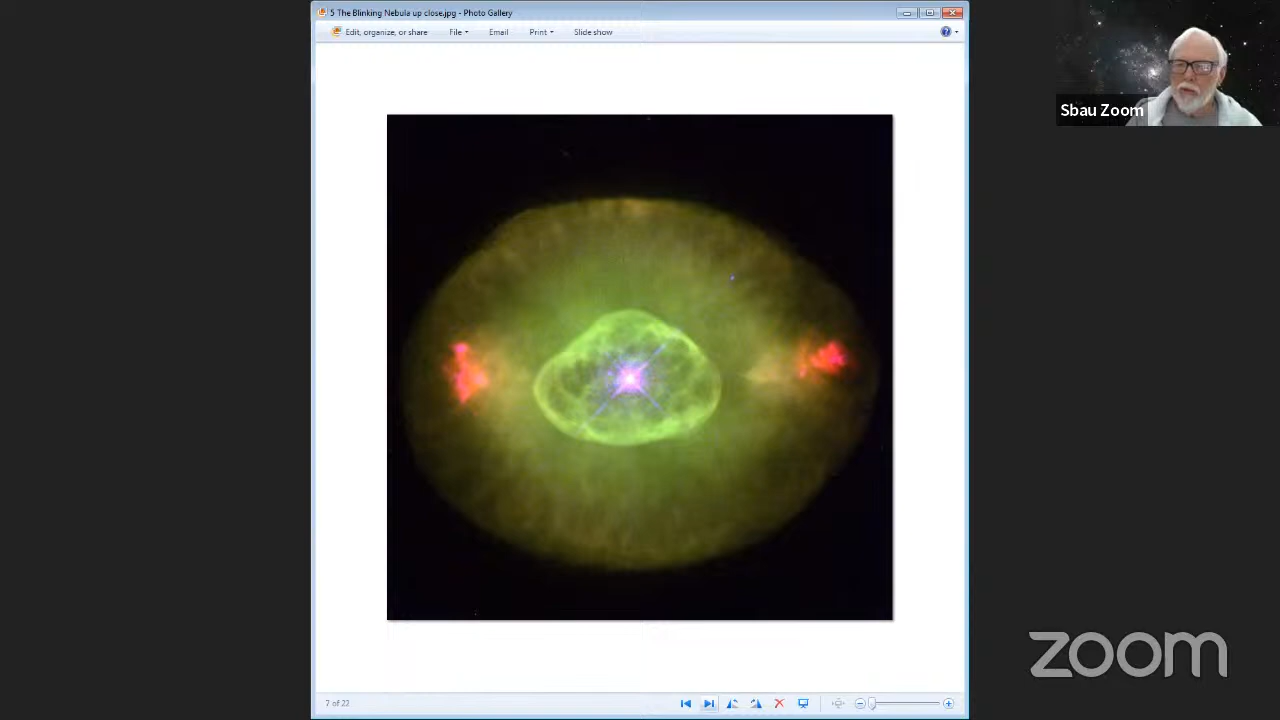 5 The Blinking Nebula up close.jpg - Photo Gallery
Edit, organize, or share File Email Print Slide show
Sbau Zoom
zoom
7 of 22